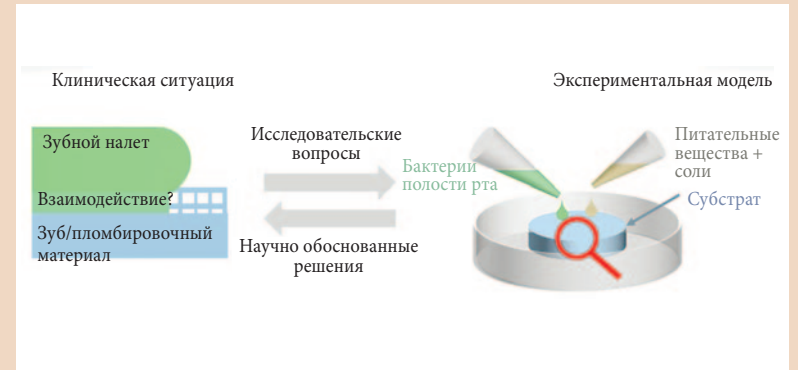 Клиническая ситуация
Экспериментальная модель
Зубной налет
Взаимодействие?
Зуб/пломбировочный
материал
Исследовательские
вопросы
Научно обоснованные
решения
Бактерии
полости рта
Питательные
вещества +
соли
Субстрат